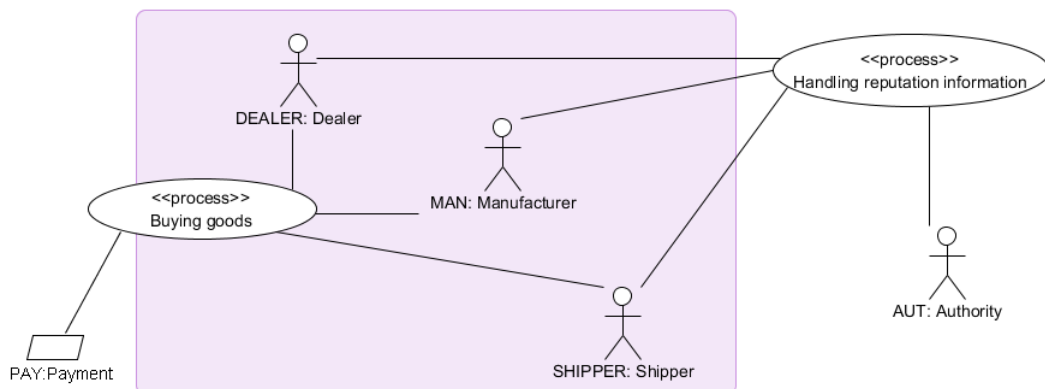 DEALER: Dealer
<<process>>
Handling reputation information
MAN: Manufacturer
<<process>>
Buying goods
AUT: Authority
PAY:Payment
SHIPPER: Shipper